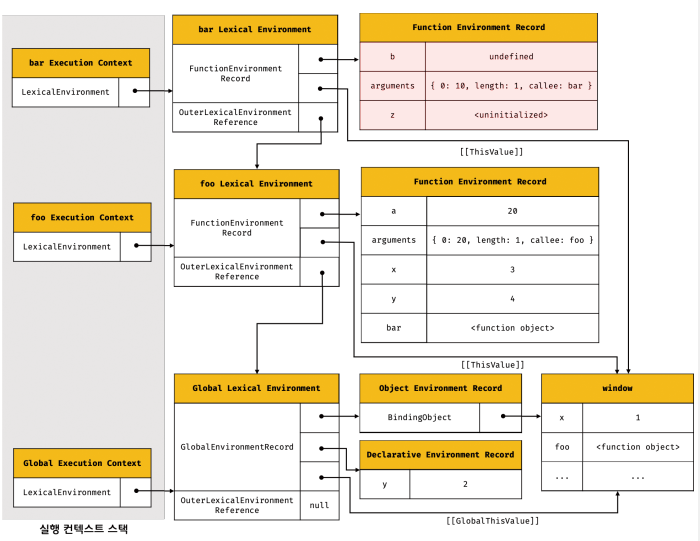 bar Execution Context
LexicalEnvironment
bar Lexical Environment
FunctionEnvironment
Record
OuterLexicalEnvironment
Reference
Function Environment Record
b
undefined
arguments
{ 0: 10, length: 1, callee: bar }
z
<uninitialized>
[[ThisValue]]
foo Execution Context
LexicalEnvironment
foo Lexical Environment
FunctionEnvironment
Record
OuterLexicalEnvironment
Reference
Function Environment Record
a
20
arguments
{ 0: 20, length: 1, callee: foo }
x
3
y
4
bar
<function object>
[[ThisValue]]
Global Execution Context
LexicalEnvironment
Global Lexical Environment
GlobalEnvironmentRecord
OuterLexicalEnvironment
Reference
null
Object Environment Record
BindingObject
Declarative Environment Record
y
2
window
x
1
foo
<function object>
...
...
[[GlobalThisValue]]
실행 컨텍스트 스택